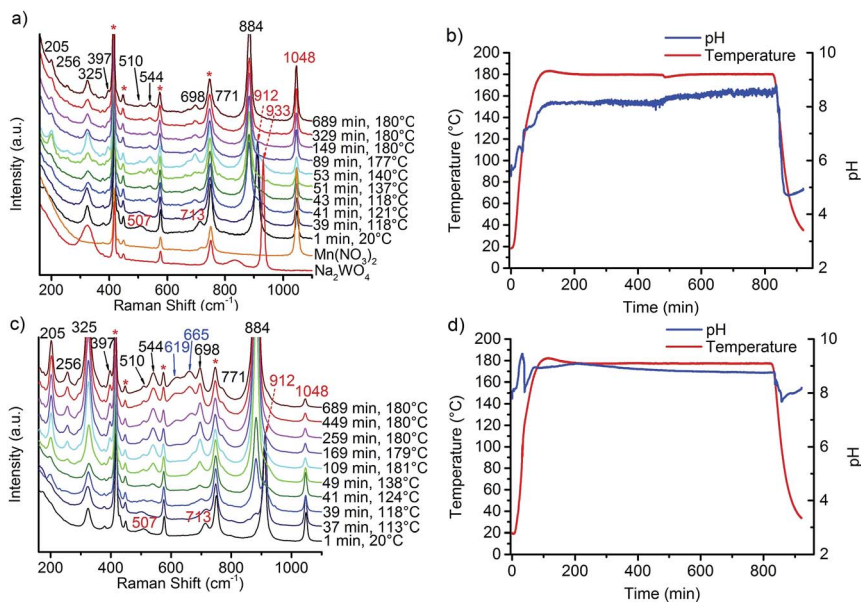 a)
*
884
205
397
510
*
1048
256
544
*
325
698
771
912
933
*
689 min, 180°C
329 min, 180°C
149 min, 180°C
89 min, 177°C
53 min, 140°C
51 min, 137°C
43 min, 118°C
41 min, 121°C
39 min, 118°C
1 min, 20°C
Mn(NO3)2
Na2WO4
507
713
Intensity (a.u.)
200 400 600 800 1000
Raman Shift (cm-1)
b)
pH
Temperature
200
180
160
140
120
100
80
60
40
20
0
10
8
6
4
2
Temperature (°C)
pH
0 200 400 600 800
Time (min)
c)
325
*
665
884
205
397
544
619
256
510
*
698
*
*
771
912
1048
689 min, 180°C
449 min, 180°C
259 min, 180°C
169 min, 179°C
109 min, 181°C
49 min, 138°C
41 min, 124°C
39 min, 118°C
37 min, 113°C
1 min, 20°C
507
713
Intensity (a.u.)
200 400 600 800 1000
Raman Shift(cm-1)
d)
pH
Temperature
200
180
160
140
120
100
80
60
40
20
0
10
8
6
4
2
Temperature (°C)
pH
0 200 400 600 800
Time (min)